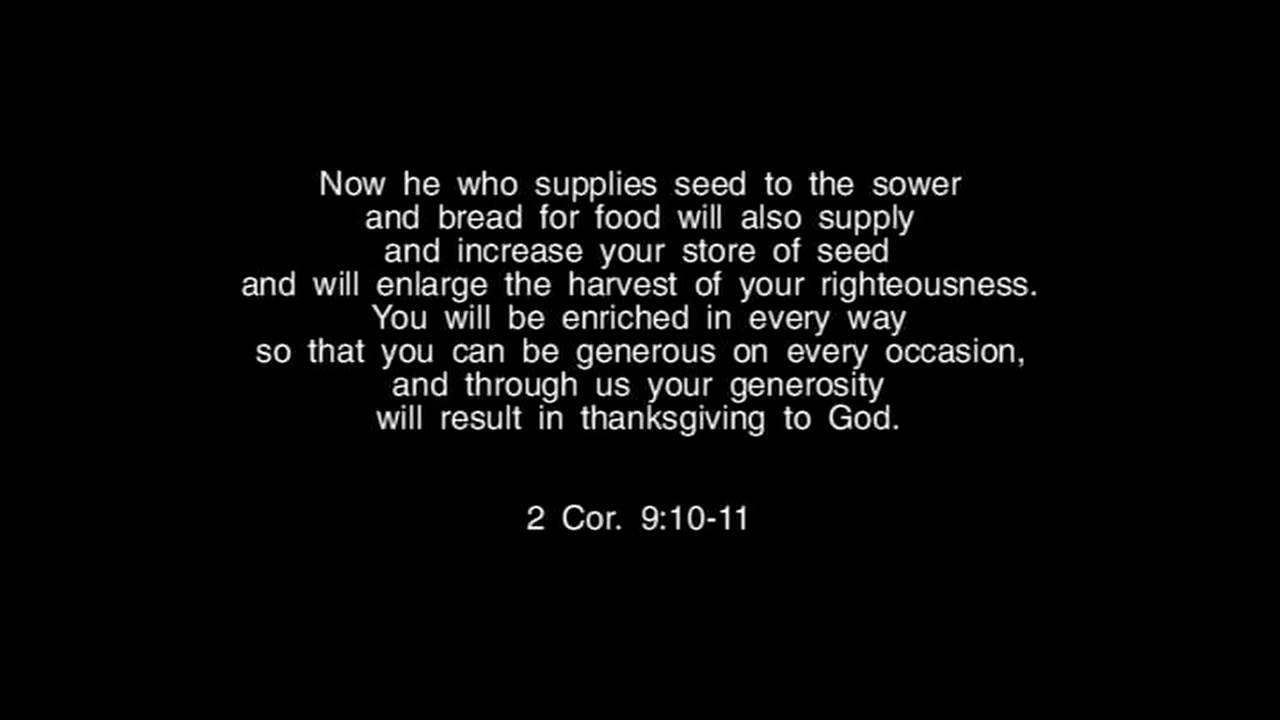 Now he who supplies seed to the sower
and bread for food will also supply
and increase your store of seed
and will enlarge the harvest of your righteousness.
You will be enriched in every way
so that you can be generous on every occasion,
and through us your generosity
will result in thanksgiving to God.
2 Cor. 9:10-11